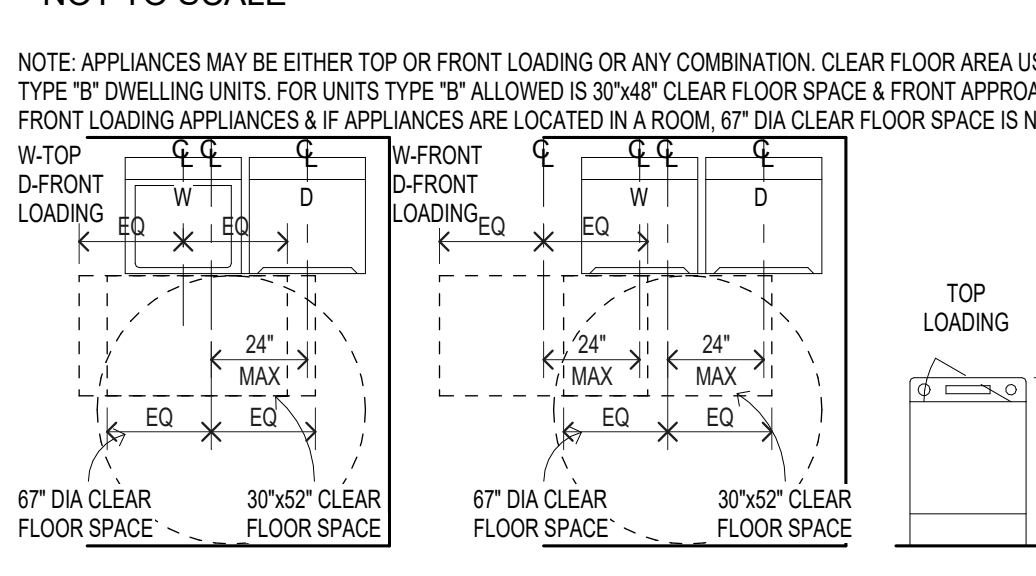 NOT TO SCALE
NOTE: APPLIANCES MAY BE EITHER TOP OR FRONT LOADING OR ANY COMBINATION. CLEAR FLOOR AREA
TYPE "B" DWELLING UNITS. FOR UNITS TYPE "B" ALLOWED IS 30"x48" CLEAR FLOOR SPACE & FRONT
FRONT LOADING APPLIANCES & IF APPLIANCES ARE LOCATED IN A ROOM, 67" DIA CLEAR FLOOR SPACE IS
W-TOP
D-FRONT
LOADING
CL CL CL
W D
EQ EQ
24"
MAX
EQ EQ
67" DIA CLEAR
FLOOR SPACE
30"x52" CLEAR
FLOOR SPACE
W-FRONT
D-FRONT
LOADING
CL CL CL CL
W D
EQ EQ
24" 24"
MAX MAX
EQ EQ
67" DIA CLEAR
FLOOR SPACE
30"x52" CLEAR
FLOOR SPACE
TOP
LOADING